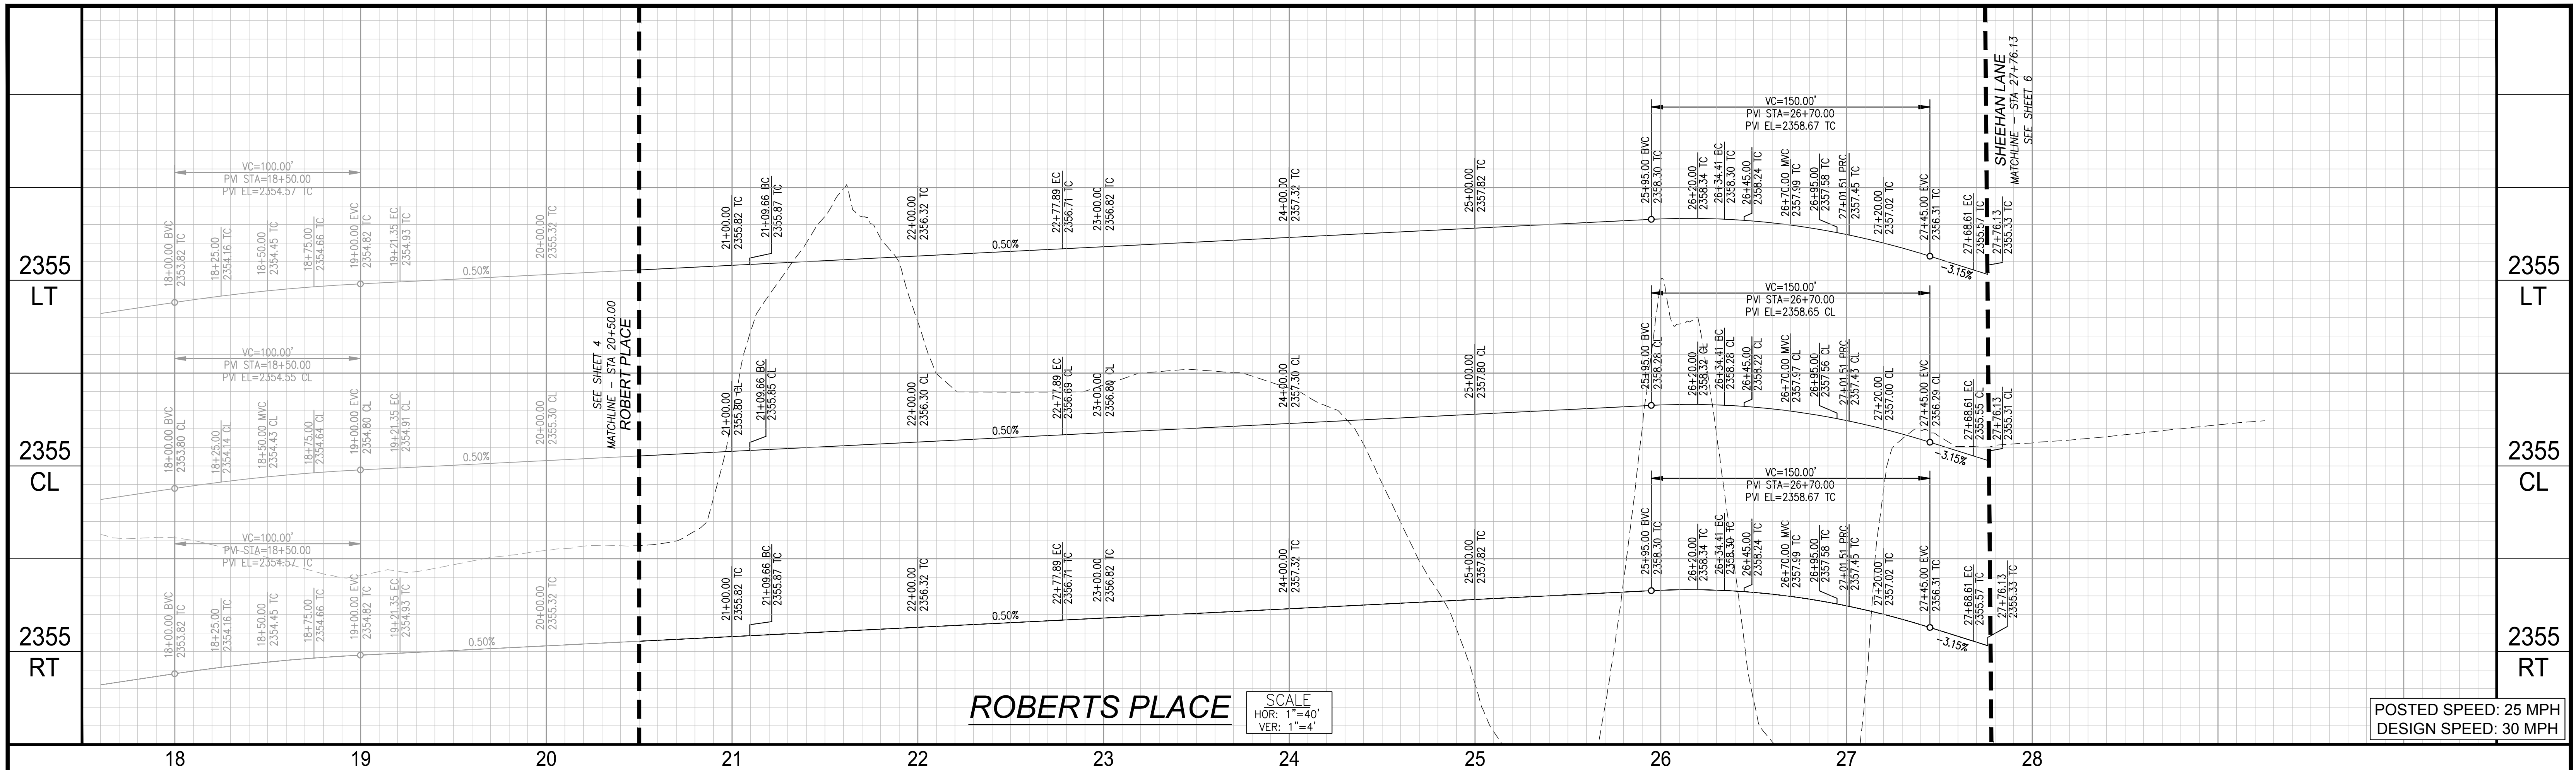 VC=100.00'
PVI STA=18+50.00
PVI EL=2354.57 TC
18+00.00 BVC
2353.82 TC
18+25.00
2354.16 TC
18+50.00
2354.45 TC
18+75.00
2354.66 TC
19+00.00 EVC
2354.82 TC
19+21.35 EC
2354.93 TC
0.50%
20+00.00
2355.32 TC
21+00.00
2355.82 TC
21+09.66 BC
2355.87 TC
22+00.00
2356.32 TC
0.50%
22+77.89 EC
2356.71 TC
23+00.00
2356.82 TC
24+00.00
2357.32 TC
25+00.00
2357.82 TC
VC=150.00'
PVI STA=26+70.00
PVI EL=2358.67 TC
25+95.00 BVC
2358.30 TC
26+20.00
2358.34 TC
26+34.41 BC
2358.30 TC
26+45.00
2358.24 TC
26+70.00 MVC
2357.99 TC
26+95.00
2357.58 TC
27+01.51 PRC
2357.45 TC
27+20.00
2357.02 TC
27+45.00 EVC
2356.31 TC
-3.15%
27+68.61 EC
2355.57 TC
27+76.13
2355.33 TC
SHEEHAN LANE
MATCHLINE - STA 27+76.13
SEE SHEET 6
2355
LT
2355
LT
SEE SHEET 4
MATCHLINE - STA 20+50.00
ROBERT PLACE
VC=100.00'
PVI STA=18+50.00
PVI EL=2354.55 CL
18+00.00 BVC
2353.80 CL
18+25.00
2354.14 CL
18+50.00 MVC
2354.43 CL
18+75.00
2354.64 CL
19+00.00 EVC
2354.80 CL
19+21.35 EC
2354.91 CL
0.50%
20+00.00
2355.30 CL
21+00.00
2355.80 CL
21+09.66 BC
2355.85 CL
22+00.00
2356.30 CL
0.50%
22+77.89 EC
2356.69 CL
23+00.00
2356.80 CL
24+00.00
2357.30 CL
25+00.00
2357.80 CL
VC=150.00'
PVI STA=26+70.00
PVI EL=2358.65 CL
25+95.00 BVC
2358.28 CL
26+20.00
2358.32 CL
26+34.41 BC
2358.28 CL
26+45.00
2358.22 CL
26+70.00 MVC
2357.97 CL
26+95.00
2357.56 CL
27+01.51 PRC
2357.43 CL
27+20.00
2357.00 CL
27+45.00 EVC
2356.29 CL
-3.15%
27+68.61 EC
2355.55 CL
27+76.13
2355.31 CL
2355
CL
2355
CL
VC=100.00'
PVI STA=18+50.00
PVI EL=2354.57 TC
18+00.00 BVC
2353.82 TC
18+25.00
2354.16 TC
18+50.00
2354.45 TC
18+75.00
2354.66 TC
19+00.00 EVC
2354.82 TC
19+21.35 EC
2354.93 TC
0.50%
20+00.00
2355.32 TC
21+00.00
2355.82 TC
21+09.66 BC
2355.87 TC
22+00.00
2356.32 TC
0.50%
22+77.89 EC
2356.71 TC
23+00.00
2356.82 TC
24+00.00
2357.32 TC
25+00.00
2357.82 TC
VC=150.00'
PVI STA=26+70.00
PVI EL=2358.67 TC
25+95.00 BVC
2358.30 TC
26+20.00
2358.34 TC
26+34.41 BC
2358.30 TC
26+45.00
2358.24 TC
26+70.00 MVC
2357.99 TC
26+95.00
2357.58 TC
27+01.51 PRC
2357.45 TC
27+20.00
2357.02 TC
27+45.00 EVC
2356.31 TC
-3.15%
27+68.61 EC
2355.57 TC
27+76.13
2355.33 TC
2355
RT
2355
RT
ROBERTS PLACE
SCALE
HOR: 1"=40'
VER: 1"=4'
POSTED SPEED: 25 MPH
DESIGN SPEED: 30 MPH
18 19 20 21 22 23 24 25 26 27 28